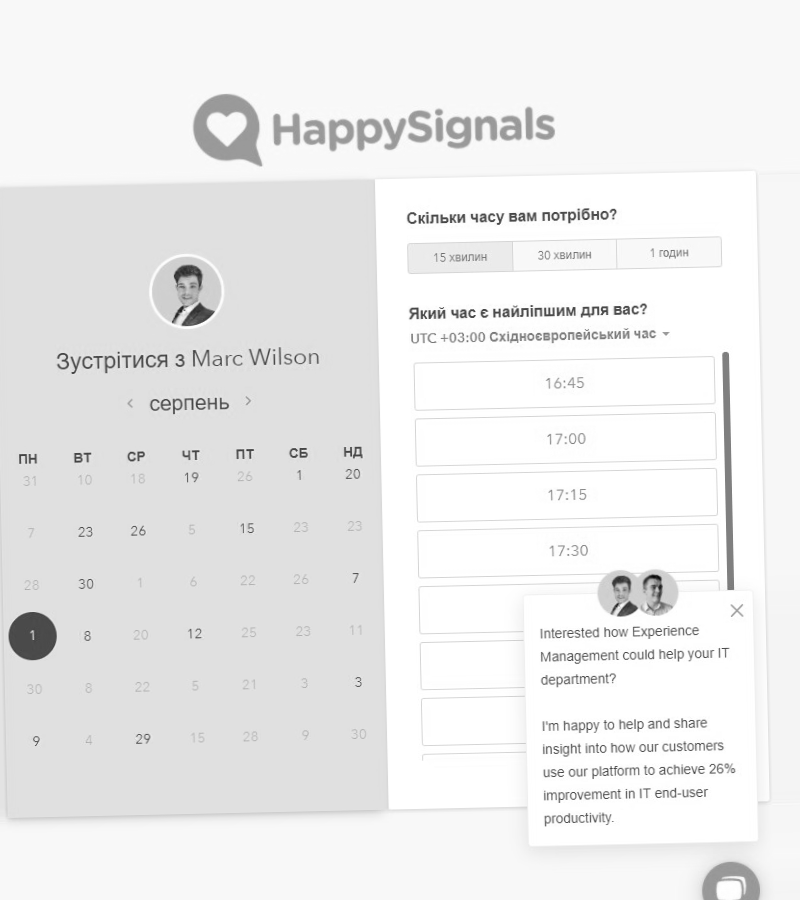 HappySignals
Зустрітися з Marc Wilson
серпень
ПН ВТ СР ЧТ ПТ СБ НД
31 10 18 19 26 1 20
7 23 26 5 15 23 23
28 30 1 6 22 26 7
1 8 20 12 25 23 11
30 8 22 5 21 3 3
9 4 29 15 28 9 30
Скільки часу вам потрібно?
15 хвилин 30 хвилин 1 годин
Який час є найліпшим для вас?
UTC +03:00 Східноєвропейський час
16:45
17:00
17:15
17:30
Interested how Experience
Management could help your IT
department?
I'm happy to help and share
insight into how our customers
use our platform to achieve 26%
improvement in IT end-user
productivity.